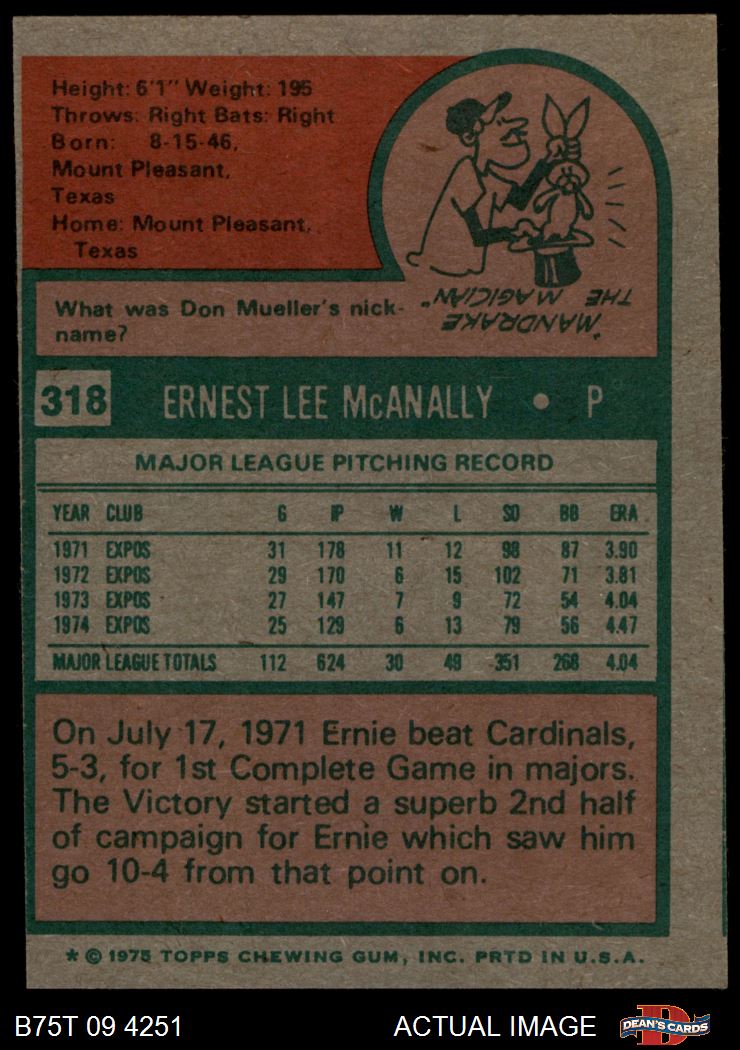 Height: 6'1" Weight: 195
Throws: Right Bats: Right
Born: 8-15-46,
Mount Pleasant,
Texas
Home: Mount Pleasant,
Texas
What was Don Mueller's nick-
name?
"MANDRAKE
THE MAGICIAN"
318 ERNEST LEE McANALLY • P
MAJOR LEAGUE PITCHING RECORD
YEAR CLUB G IP W L SO BB ERA
1971 EXPOS 31 178 11 12 98 87 3.90
1972 EXPOS 29 170 6 15 102 71 3.81
1973 EXPOS 27 147 7 9 72 54 4.04
1974 EXPOS 25 129 6 13 79 56 4.47
MAJOR LEAGUE TOTALS 112 624 30 49 351 268 4.04
On July 17, 1971 Ernie beat Cardinals,
5-3, for 1st Complete Game in majors.
The Victory started a superb 2nd half
of campaign for Ernie which saw him
go 10-4 from that point on.
* © 1975 TOPPS CHEWING GUM, INC. PRTD IN U.S.A.
B75T 09 4251 ACTUAL IMAGE D DEAN'S CARDS